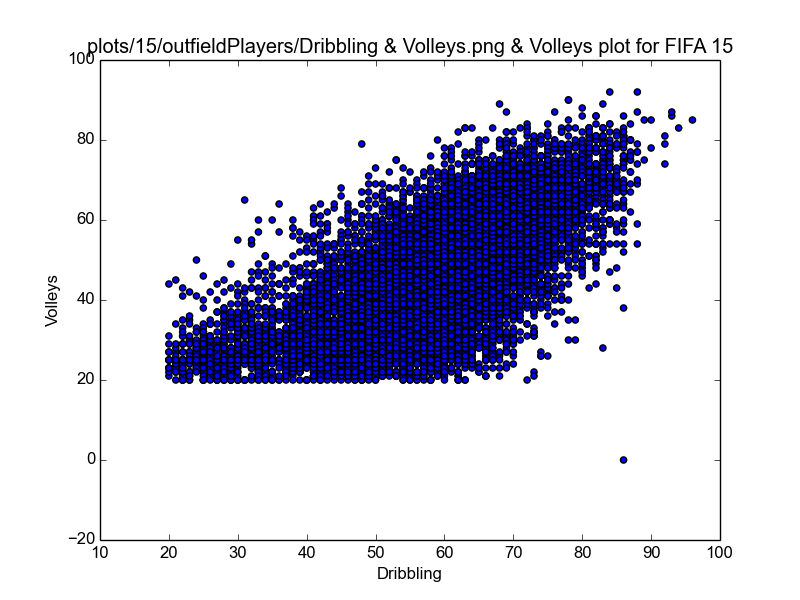 plots/15/outfieldPlayers/Dribbling & Volleys.png & Volleys plot for FIFA 15
100
80
60
40
20
0
−20
Volleys
10 20 30 40 50 60 70 80 90 100
Dribbling